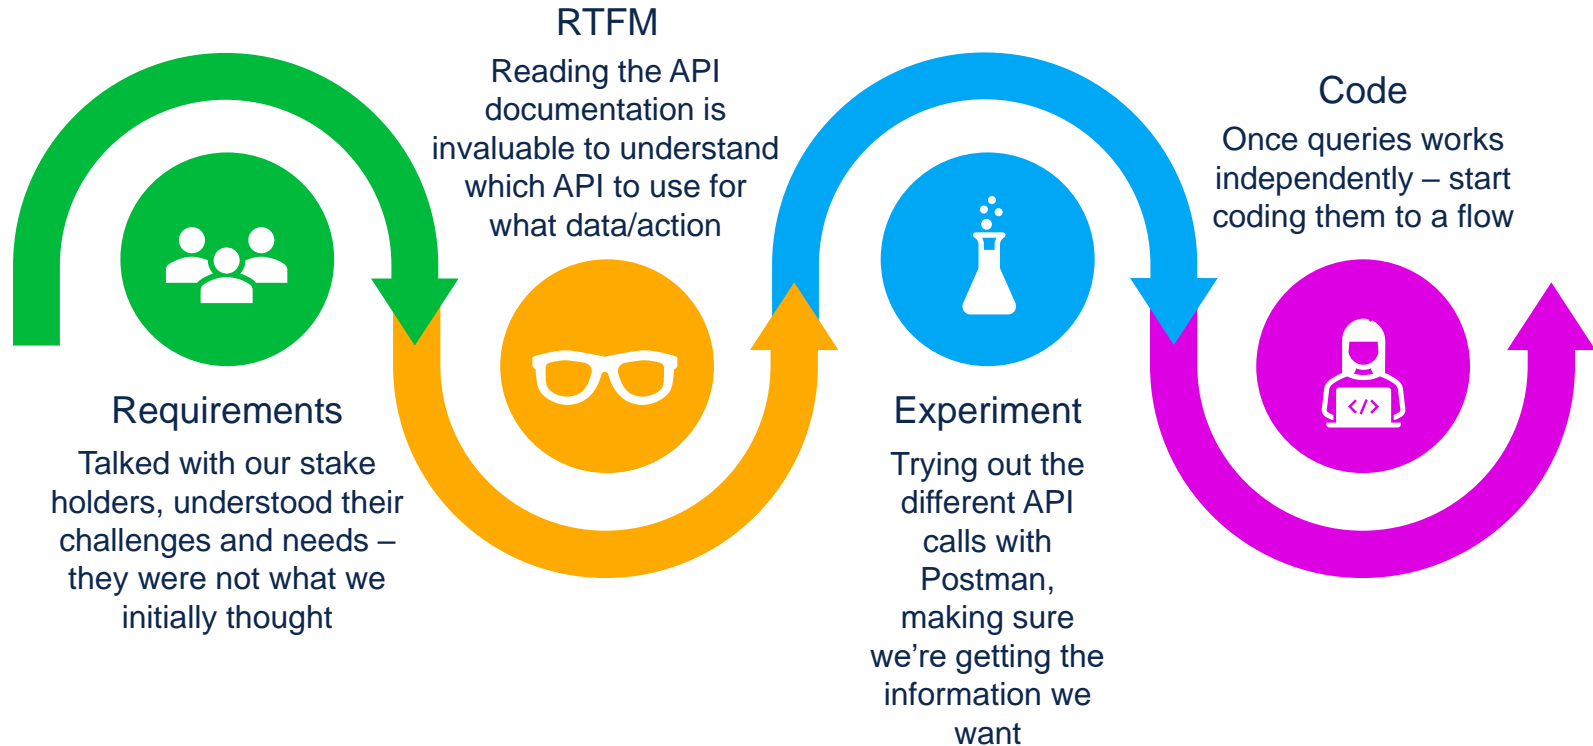 Requirements
Talked with our stake
holders, understood their
challenges and needs –
they were not what we
initially thought
RTFM
Reading the API
documentation is
invaluable to understand
which API to use for
what data/action
Experiment
Trying out the
different API
calls with
Postman,
making sure
we’re getting the
information we
want
Code
Once queries works
independently – start
coding them to a flow
</>